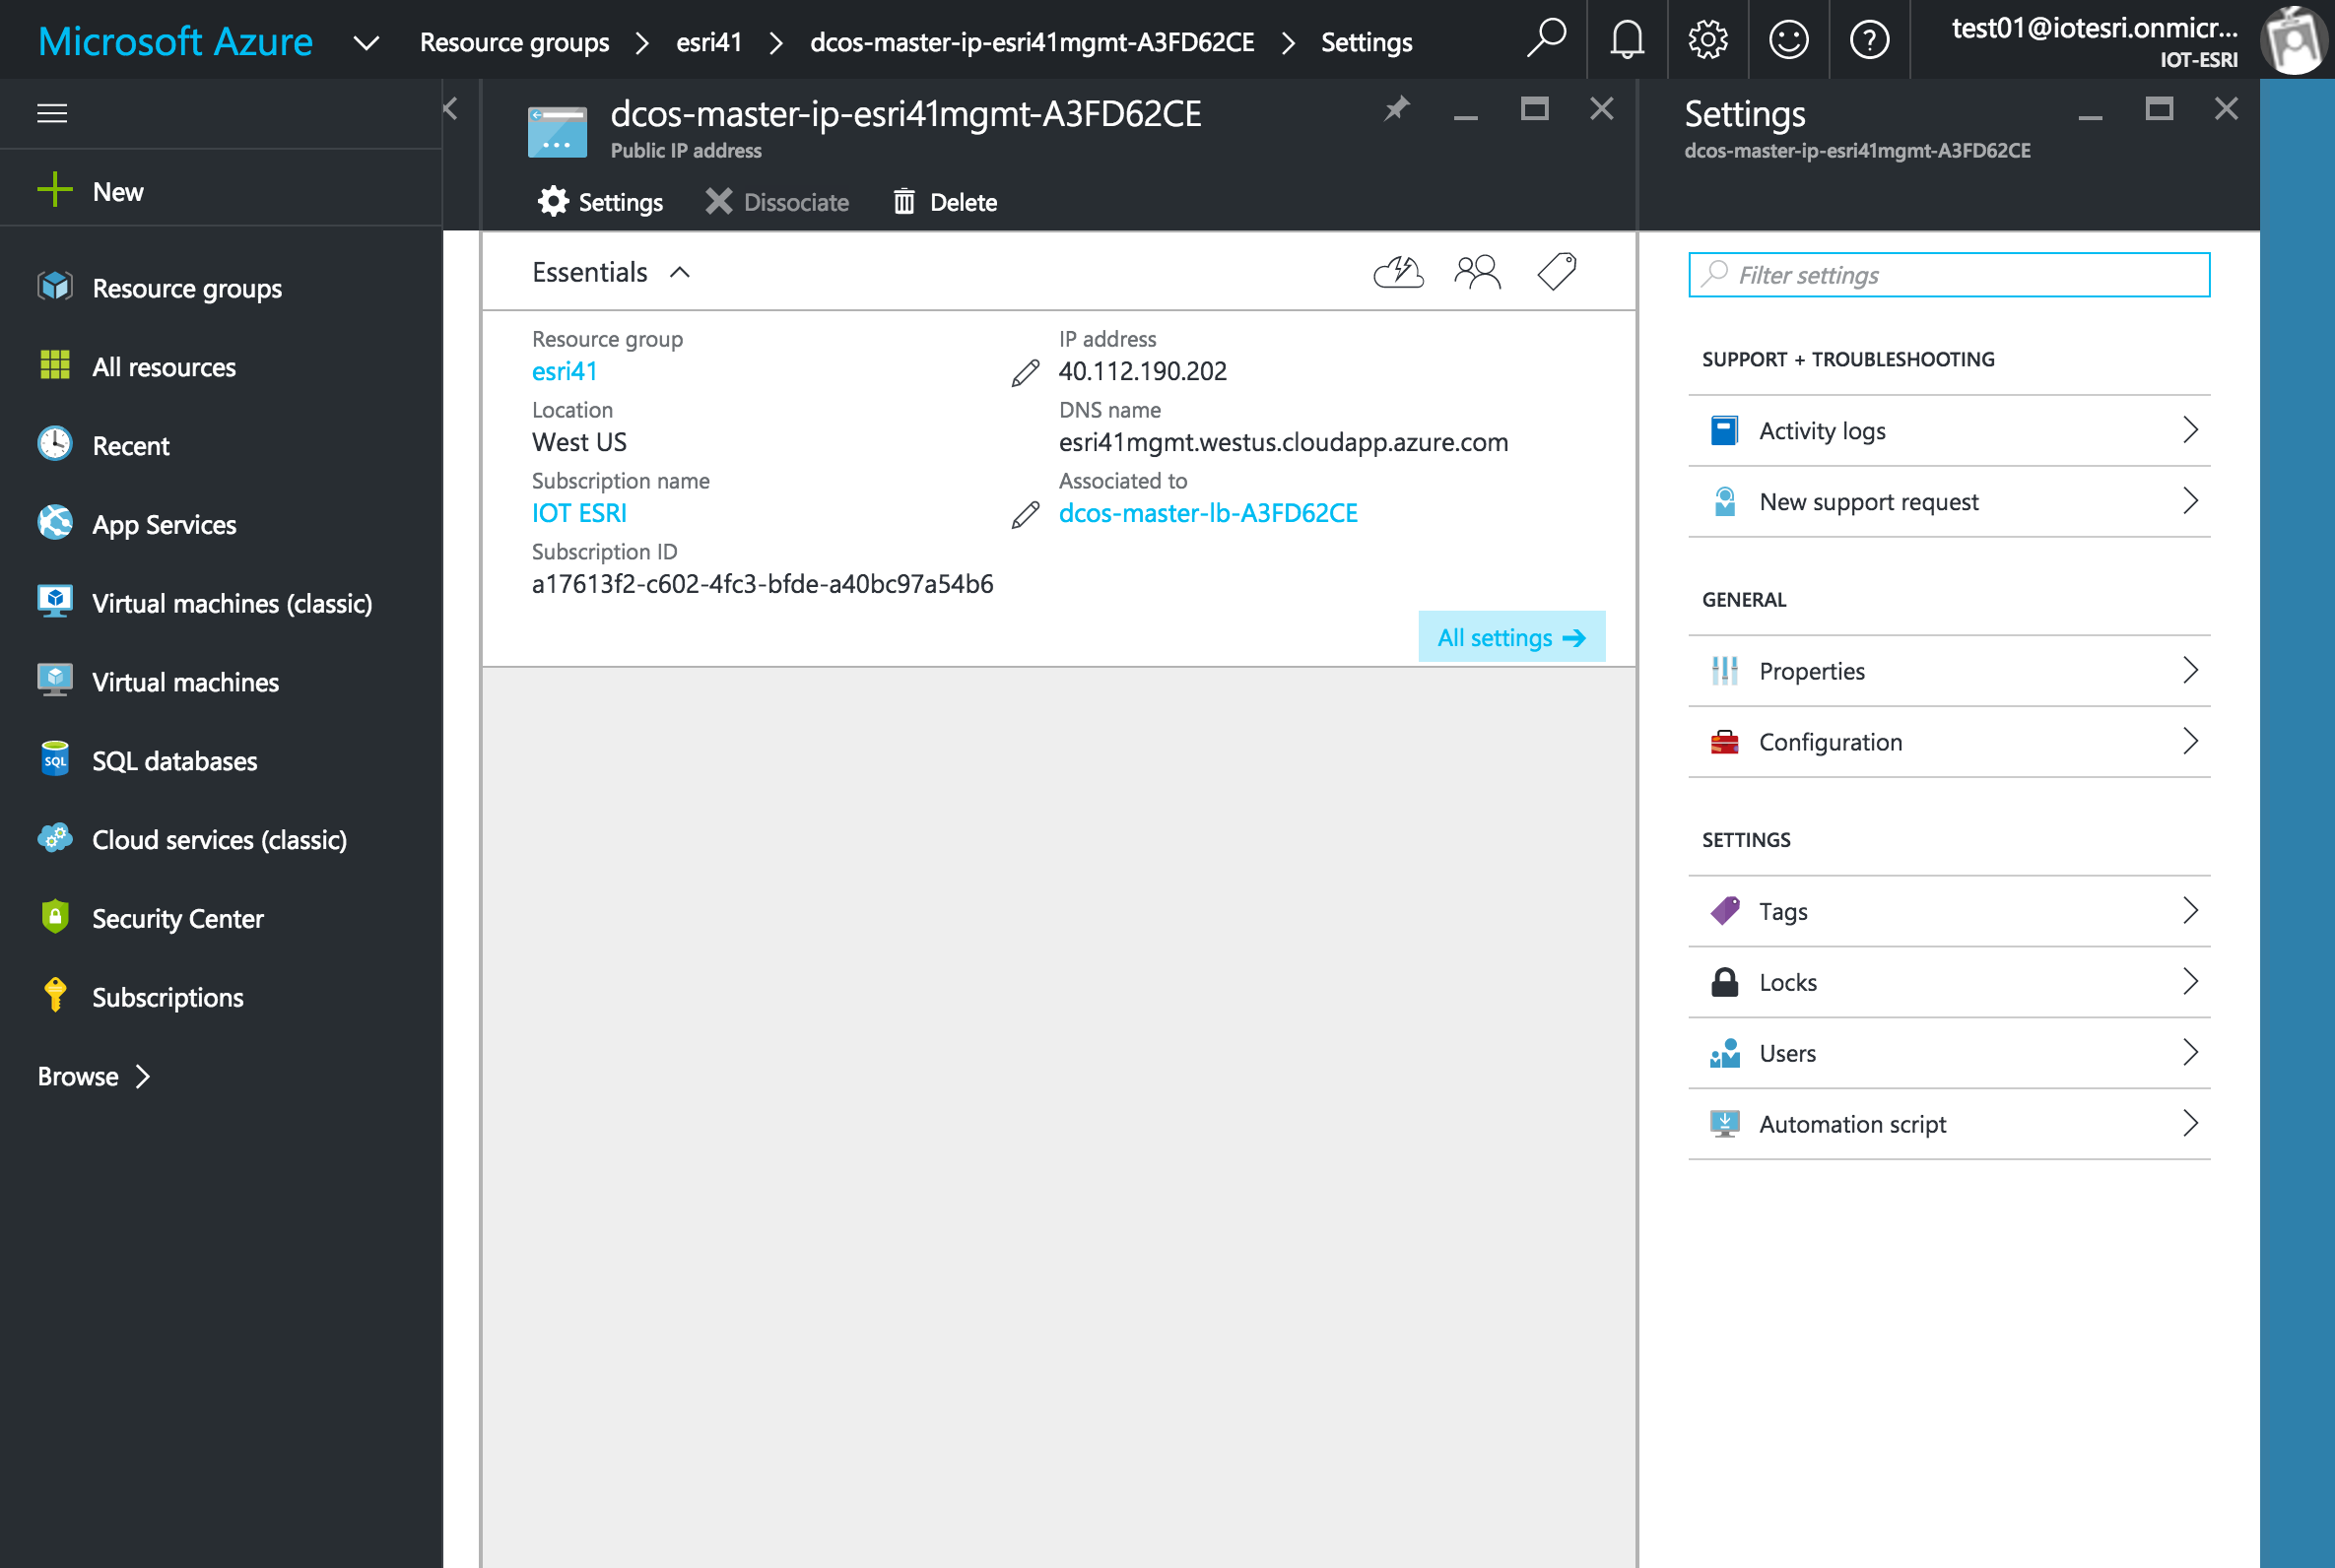 Microsoft Azure
Resource groups
esri41
dcos-master-ip-esri41mgmt-A3FD62CE
Settings
test01@iotesri.onmicr...
IOT-ESRI
New
Resource groups
All resources
Recent
App Services
Virtual machines (classic)
Virtual machines
SQL
SQL databases
Cloud services (classic)
Security Center
Subscriptions
Browse
dcos-master-ip-esri41mgmt-A3FD62CE
Public IP address
Settings
Dissociate
Delete
Essentials
Resource group
esri41
Location
West US
Subscription name
IOT ESRI
Subscription ID
a17613f2-c602-4fc3-bfde-a40bc97a54b6
IP address
40.112.190.202
DNS name
esri41mgmt.westus.cloudapp.azure.com
Associated to
dcos-master-lb-A3FD62CE
All settings
Settings
dcos-master-ip-esri41mgmt-A3FD62CE
Filter settings
SUPPORT + TROUBLESHOOTING
Activity logs
New support request
GENERAL
Properties
Configuration
SETTINGS
Tags
Locks
Users
Automation script